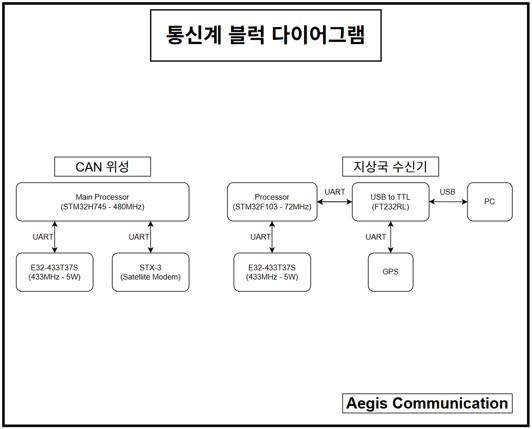 통신계 블럭 다이어그램
CAN 위성
Main Processor
(STM32H745 - 480MHz)
UART
UART
E32-433T37S
(433MHz - 5W)
STX-3
(Satellite Modem)
지상국 수신기
Processor
(STM32F103 - 72MHz)
UART
USB to TTL
(FT232RL)
USB
PC
UART
UART
E32-433T37S
(433MHz - 5W)
GPS
Aegis Communication